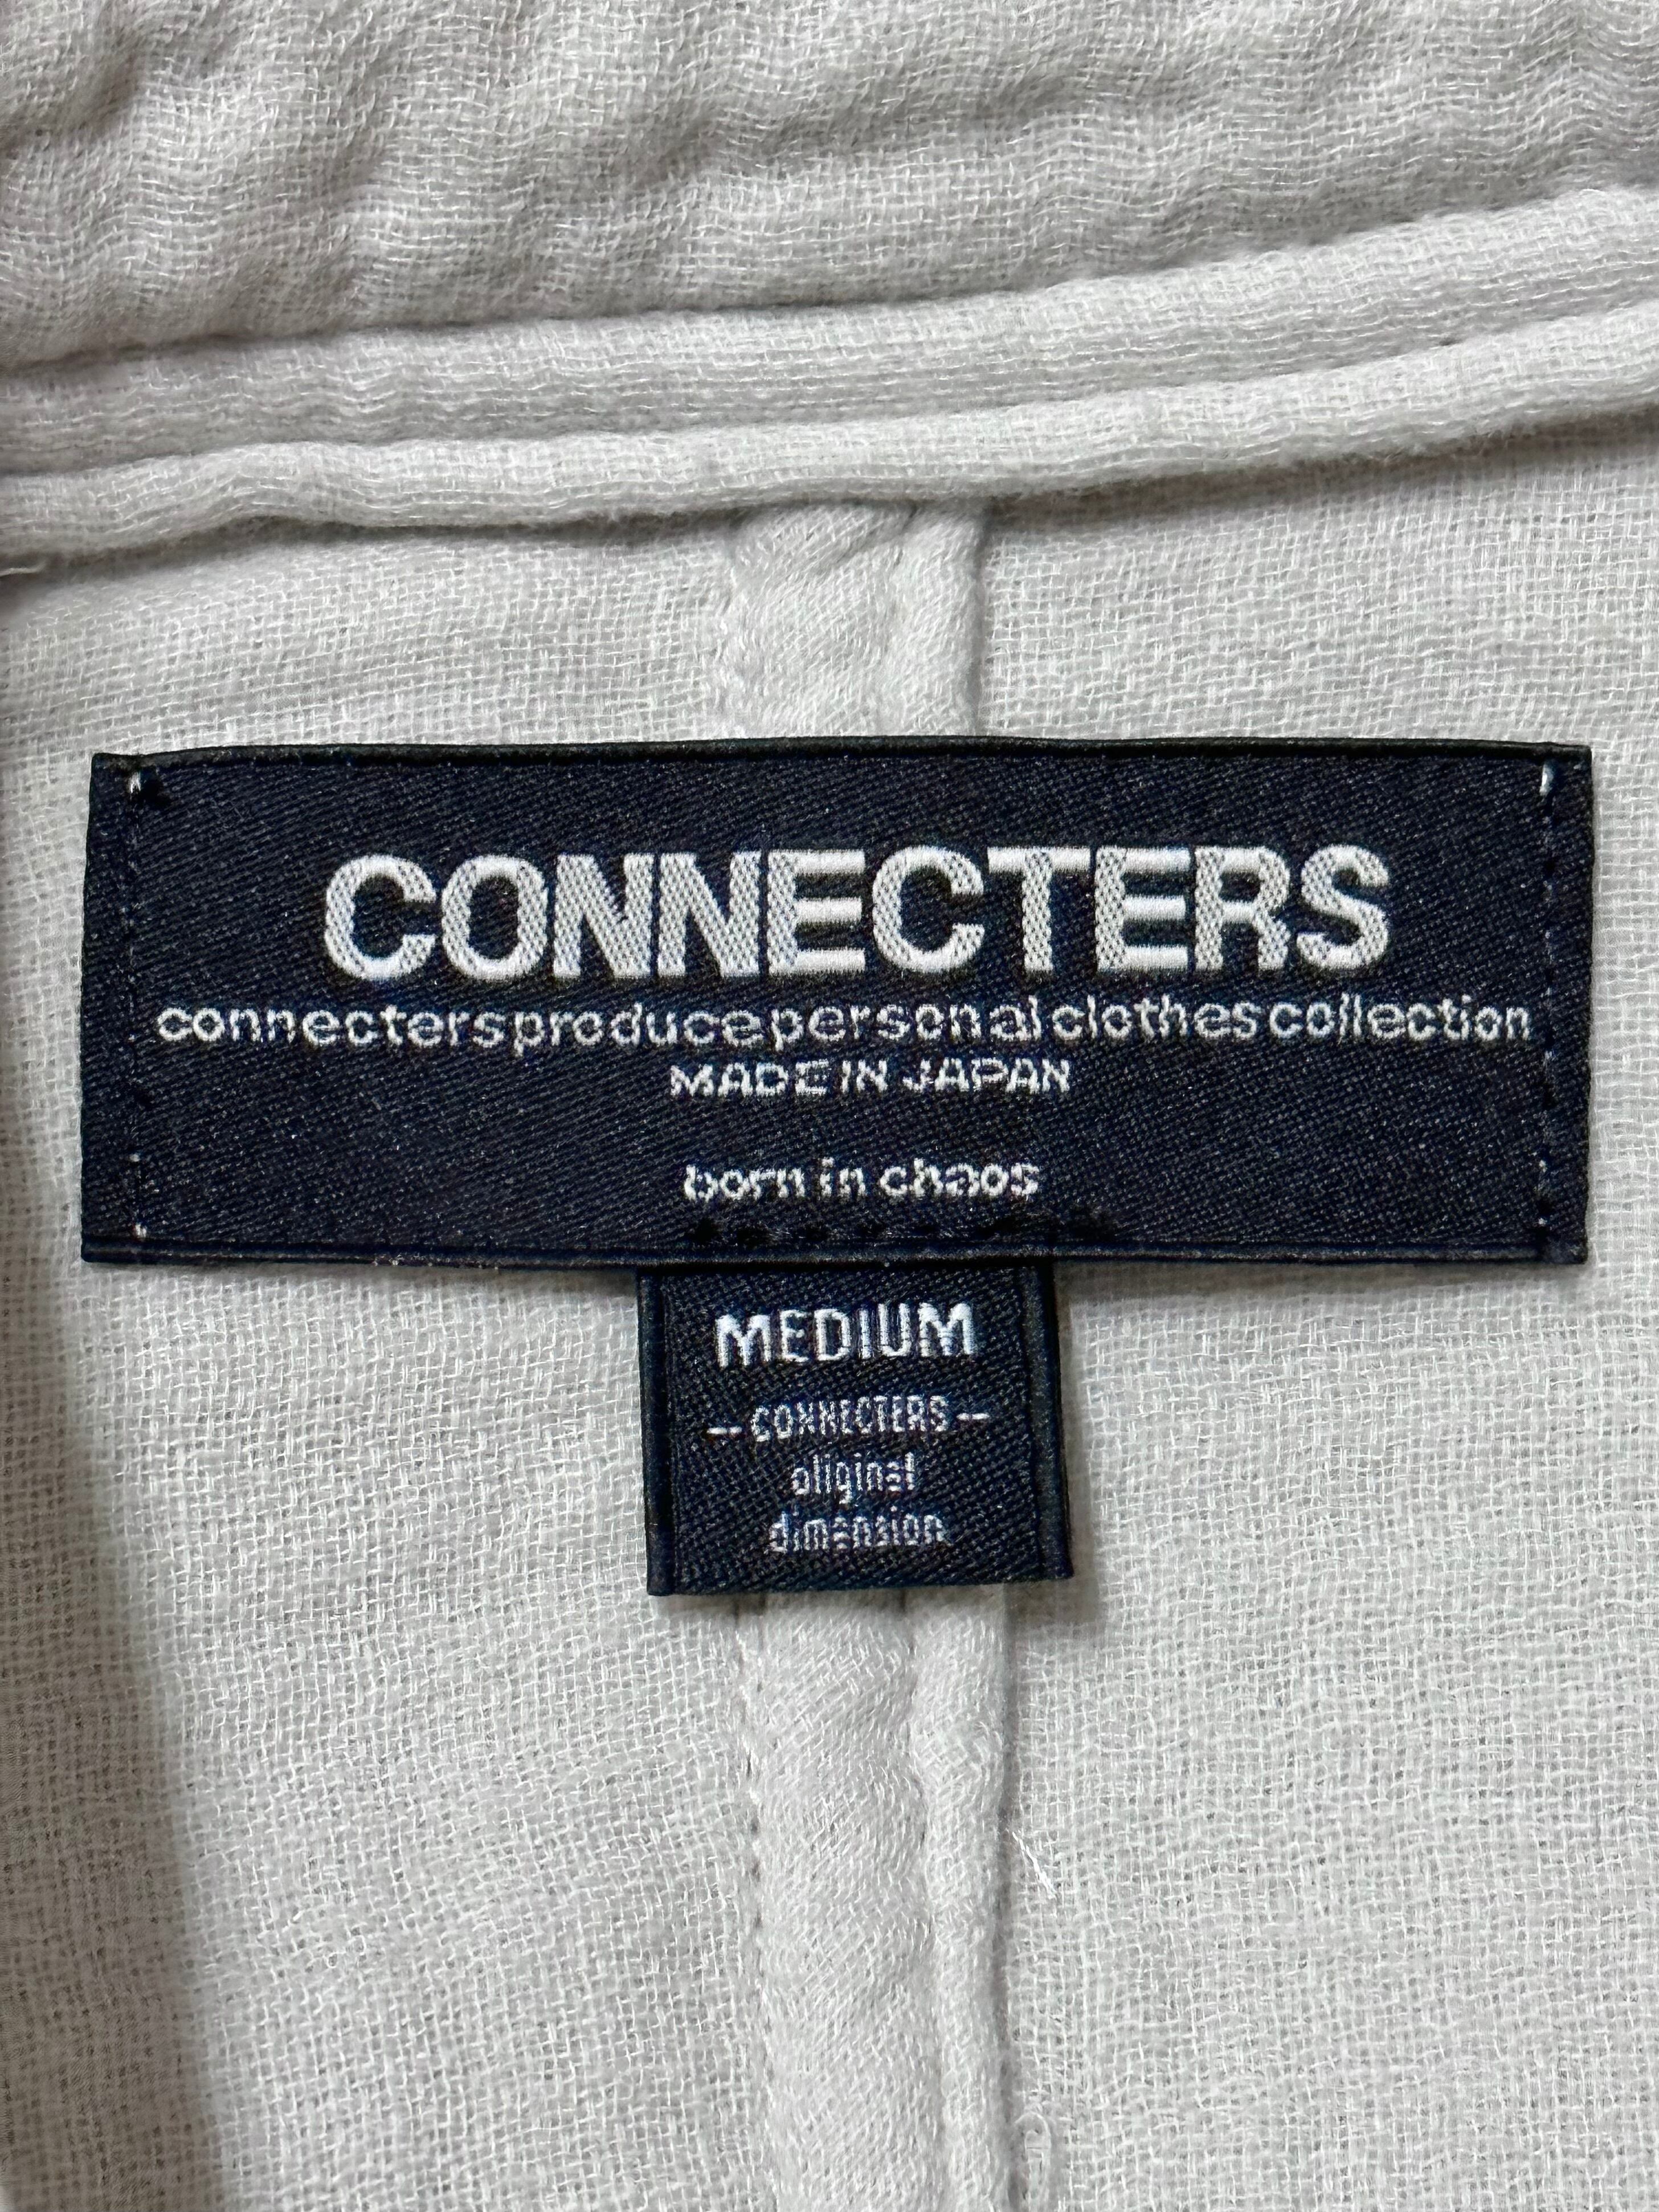 CONNECTERS
connectersproducepersonalclothescollection
MADE IN JAPAN
born in chaos
MEDIUM
- CONNECTERS -
oliginal
dimension